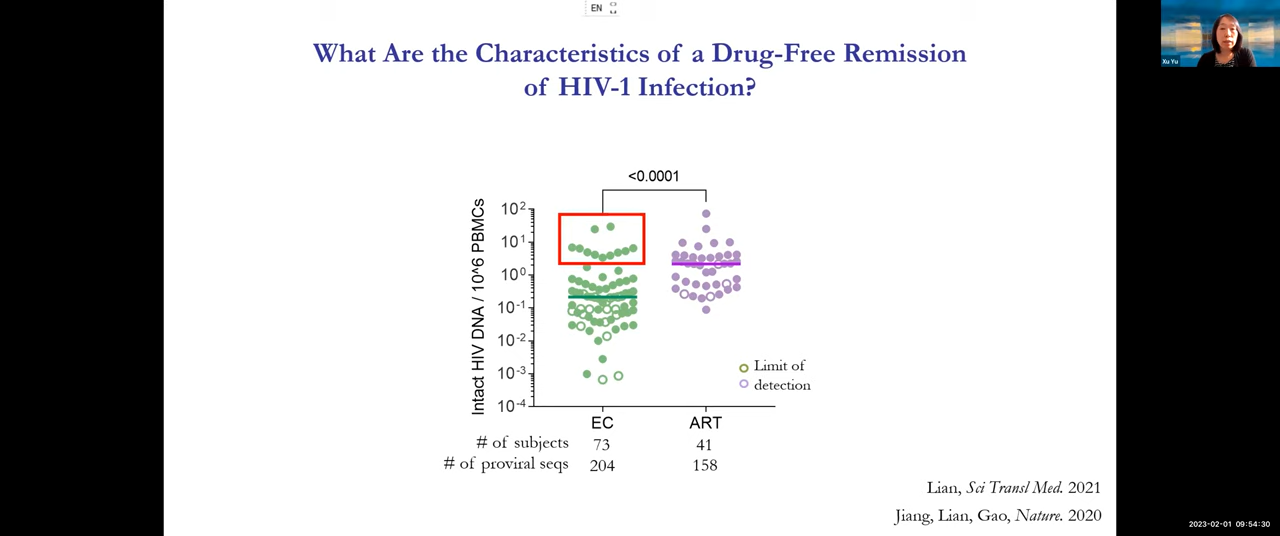 EN
Xu Yu
What Are the Characteristics of a Drug-Free Remission
of HIV-1 Infection?
<0.0001
Intact HIV DNA / 10^6 PBMCs
10²
10¹
10⁰
10⁻¹
10⁻²
10⁻³
10⁻⁴
Limit of
detection
EC ART
# of subjects 73 41
# of proviral seqs 204 158
Lian, Sci Transl Med. 2021
Jiang, Lian, Gao, Nature. 2020
2023-02-01 09:54:30